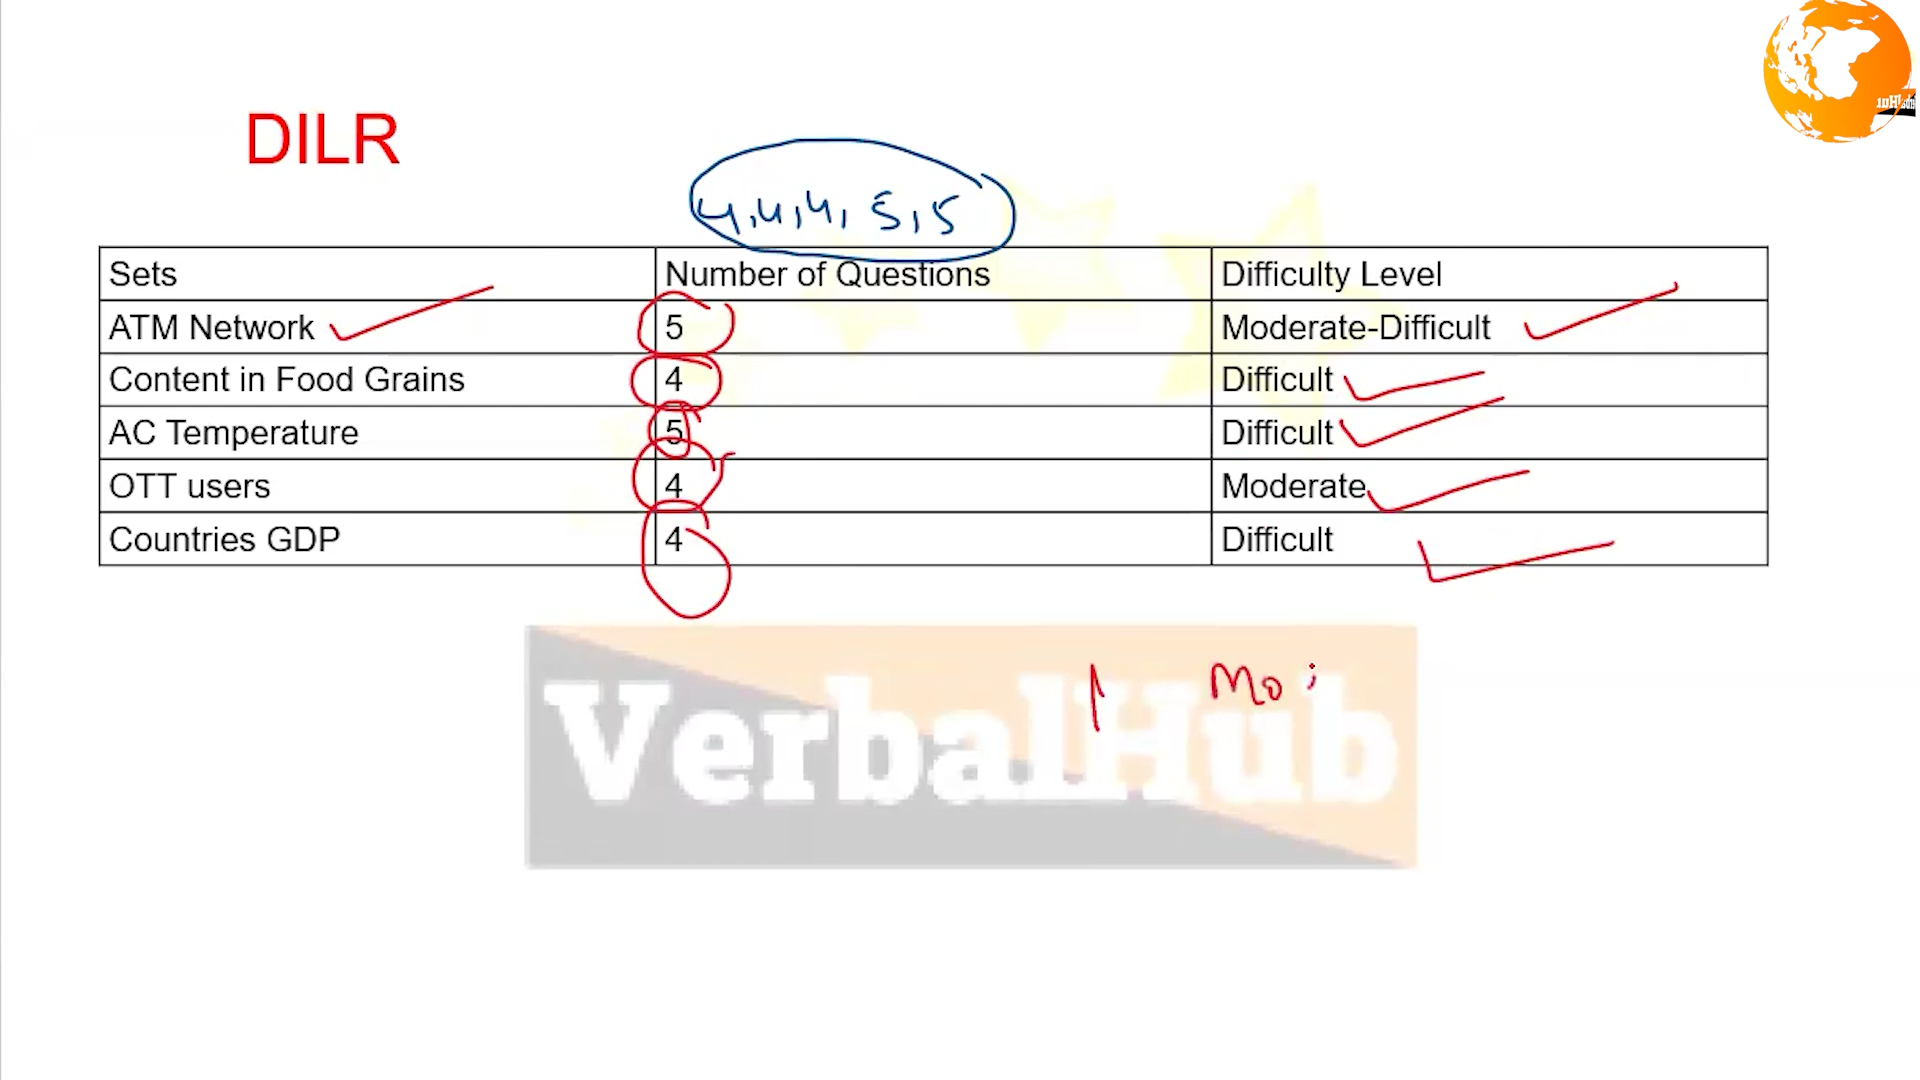 DILR
4,4,4, 5,5
Sets Number of Questions Difficulty Level
ATM Network 5 Moderate-Difficult
Content in Food Grains 4 Difficult
AC Temperature 5 Difficult
OTT users 4 Moderate
Countries GDP 4 Difficult
Mo
VerbalHub